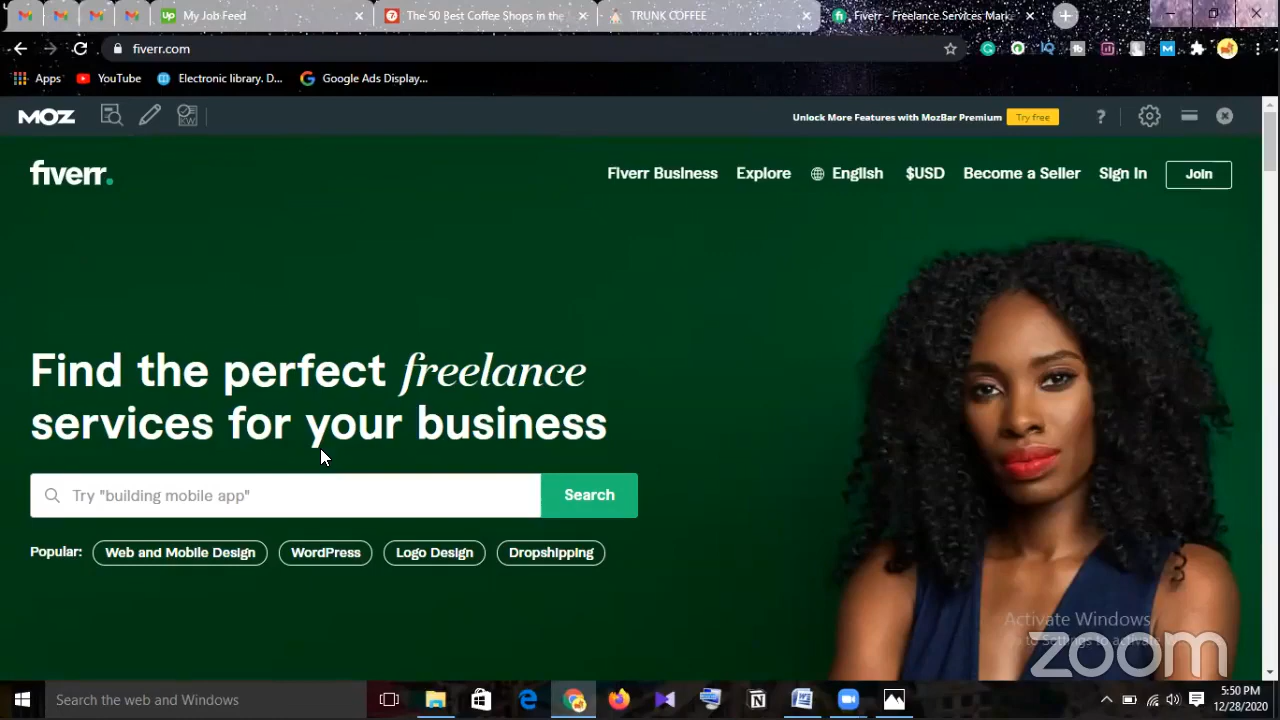 My Job Feed
The 50 Best Coffee Shops in the
TRUNK COFFEE
Fiverr - Freelance Services Mark
fiverr.com
Apps
YouTube
Electronic library. D...
Google Ads Display...
MOZ
Unlock More Features with MozBar Premium
Try free
?
fiverr.
Fiverr Business
Explore
English
$USD
Become a Seller
Sign In
Join
Find the perfect freelance
services for your business
Try "building mobile app"
Search
Popular:
Web and Mobile Design
WordPress
Logo Design
Dropshipping
Activate Windows
to Settings to activate
zoom
Search the web and Windows
5:50 PM
12/28/2020